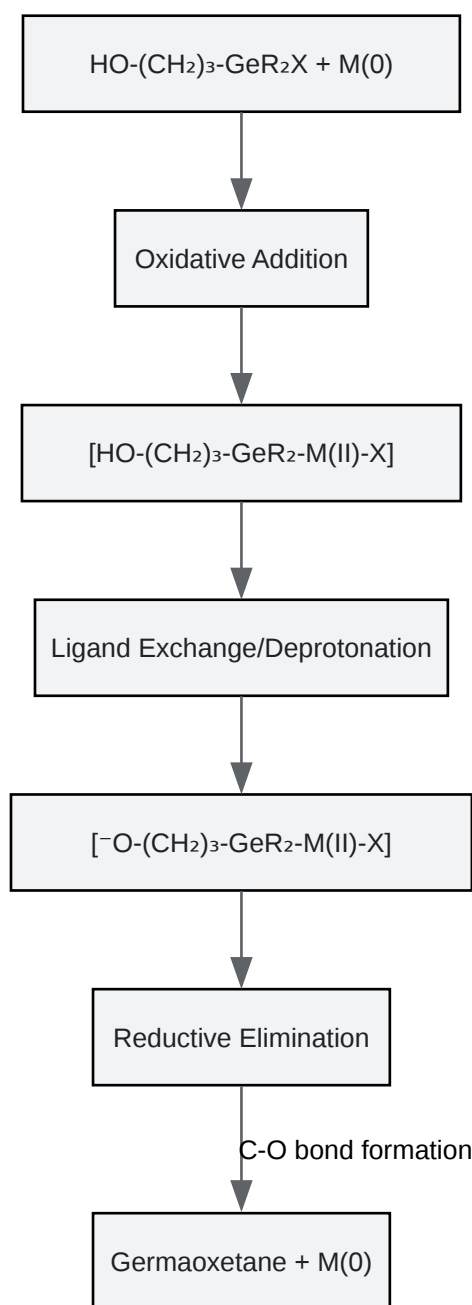 HO-(CH₂)₃-GeR₂X + M(0)
Oxidative Addition
[HO-(CH₂)₃-GeR₂-M(II)-X]
Ligand Exchange/Deprotonation
[⁻O-(CH₂)₃-GeR₂-M(II)-X]
Reductive Elimination
C-O bond formation
Germaoxetane + M(0)